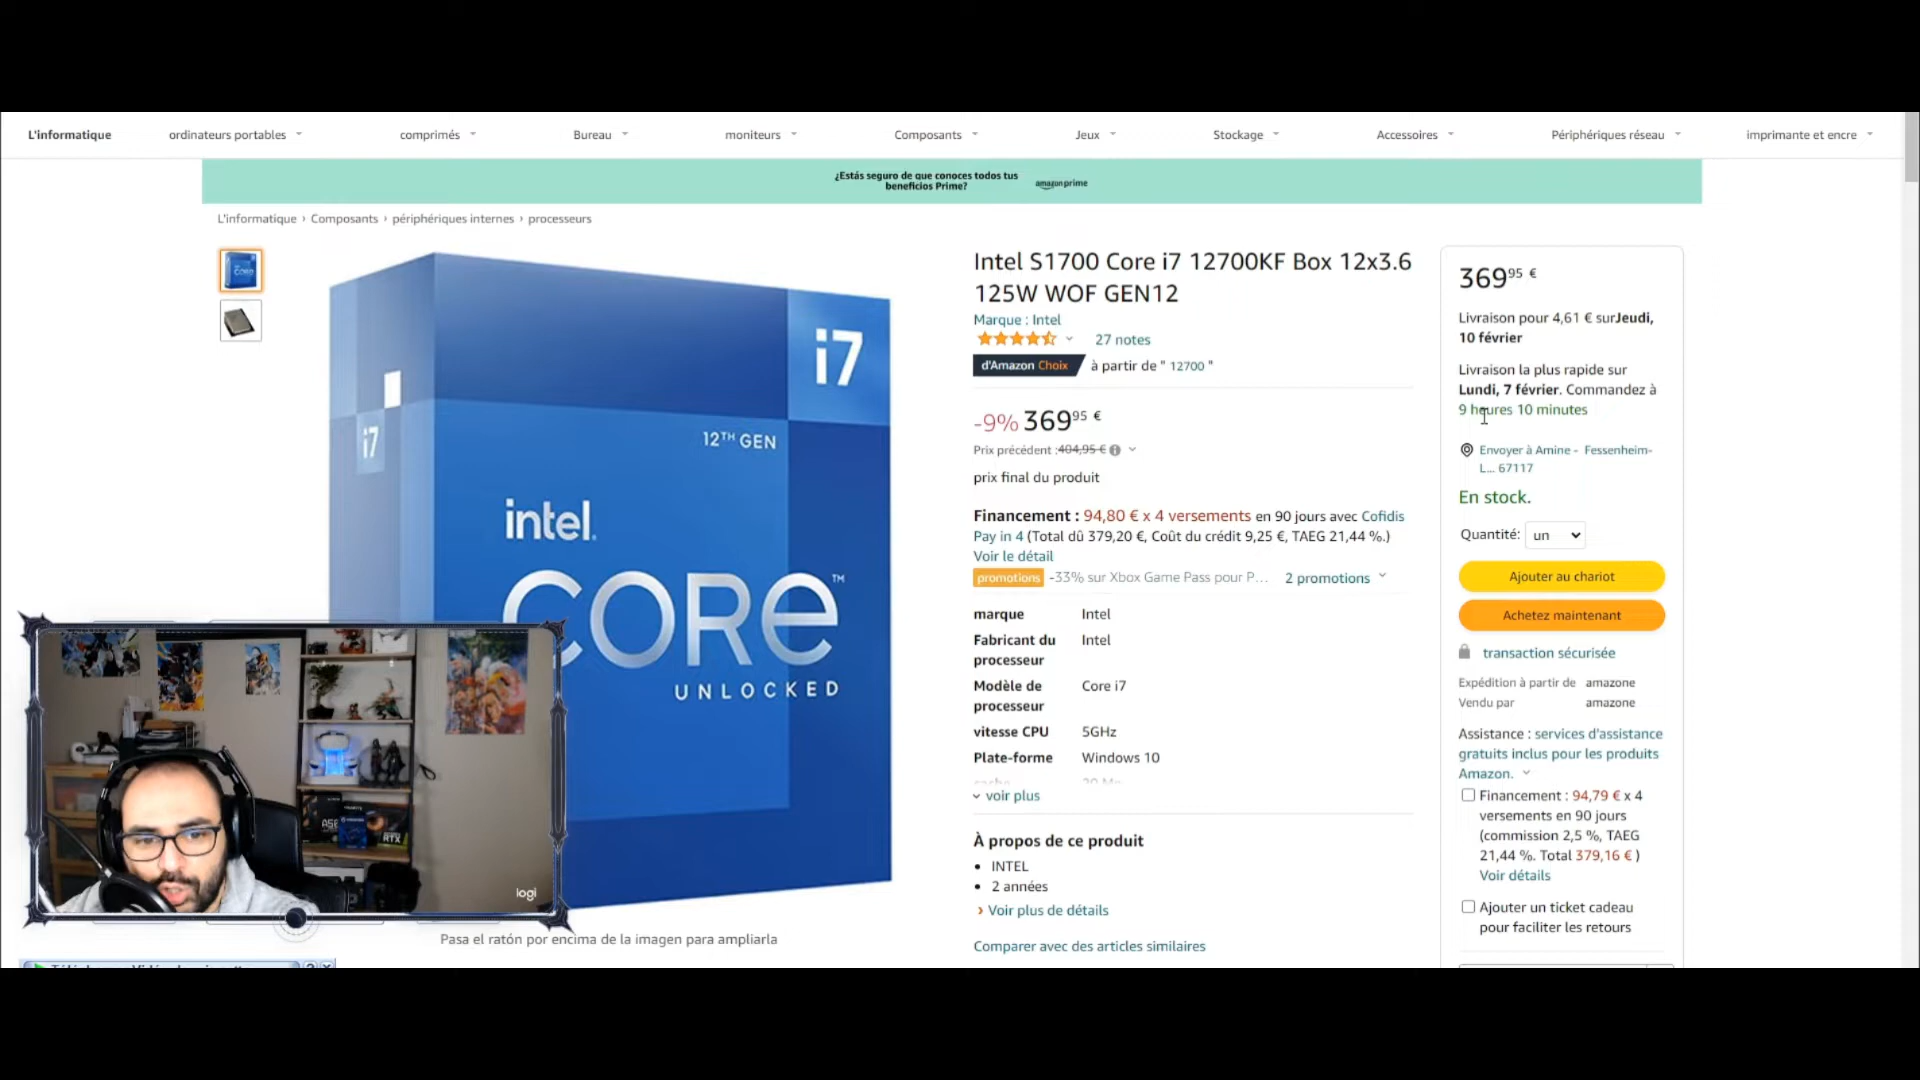 L'informatique
ordinateurs portables
comprimés
Bureau
moniteurs
Composants
Jeux
Stockage
Accessoires
Périphériques réseau
imprimante et encre
¿Estás seguro de que conoces todos tus
beneficios Prime?
amazon prime
L'informatique › Composants › périphériques internes › processeurs
Intel S1700 Core i7 12700KF Box 12x3.6
125W WOF GEN12
Marque : Intel
27 notes
d'Amazon Choix à partir de " 12700 "
-9% 369⁹⁵ €
Prix précédent : 404,95 €
prix final du produit
Financement : 94,80 € x 4 versements en 90 jours avec Cofidis
Pay in 4 (Total dû 379,20 €, Coût du crédit 9,25 €, TAEG 21,44 %.)
Voir le détail
promotions -33% sur Xbox Game Pass pour P... 2 promotions
marque Intel
Fabricant du Intel
processeur
Modèle de Core i7
processeur
vitesse CPU 5GHz
Plate-forme Windows 10
voir plus
À propos de ce produit
• INTEL
• 2 années
› Voir plus de détails
Comparer avec des articles similaires
369⁹⁵ €
Livraison pour 4,61 € surJeudi,
10 février
Livraison la plus rapide sur
Lundi, 7 février. Commandez à
9 heures 10 minutes
Envoyer à Amine - Fessenheim-
L... 67117
En stock.
Quantité: un
Ajouter au chariot
Achetez maintenant
transaction sécurisée
Expédition à partir de amazone
Vendu par amazone
Assistance : services d'assistance
gratuits inclus pour les produits
Amazon.
Financement : 94,79 € x 4
versements en 90 jours
(commission 2,5 %, TAEG
21,44 %. Total 379,16 € )
Voir détails
Ajouter un ticket cadeau
pour faciliter les retours
i7
i7
12TH GEN
intel.
CORE™
UNLOCKED
RTX
logi
Pasa el ratón por encima de la imagen para ampliarla